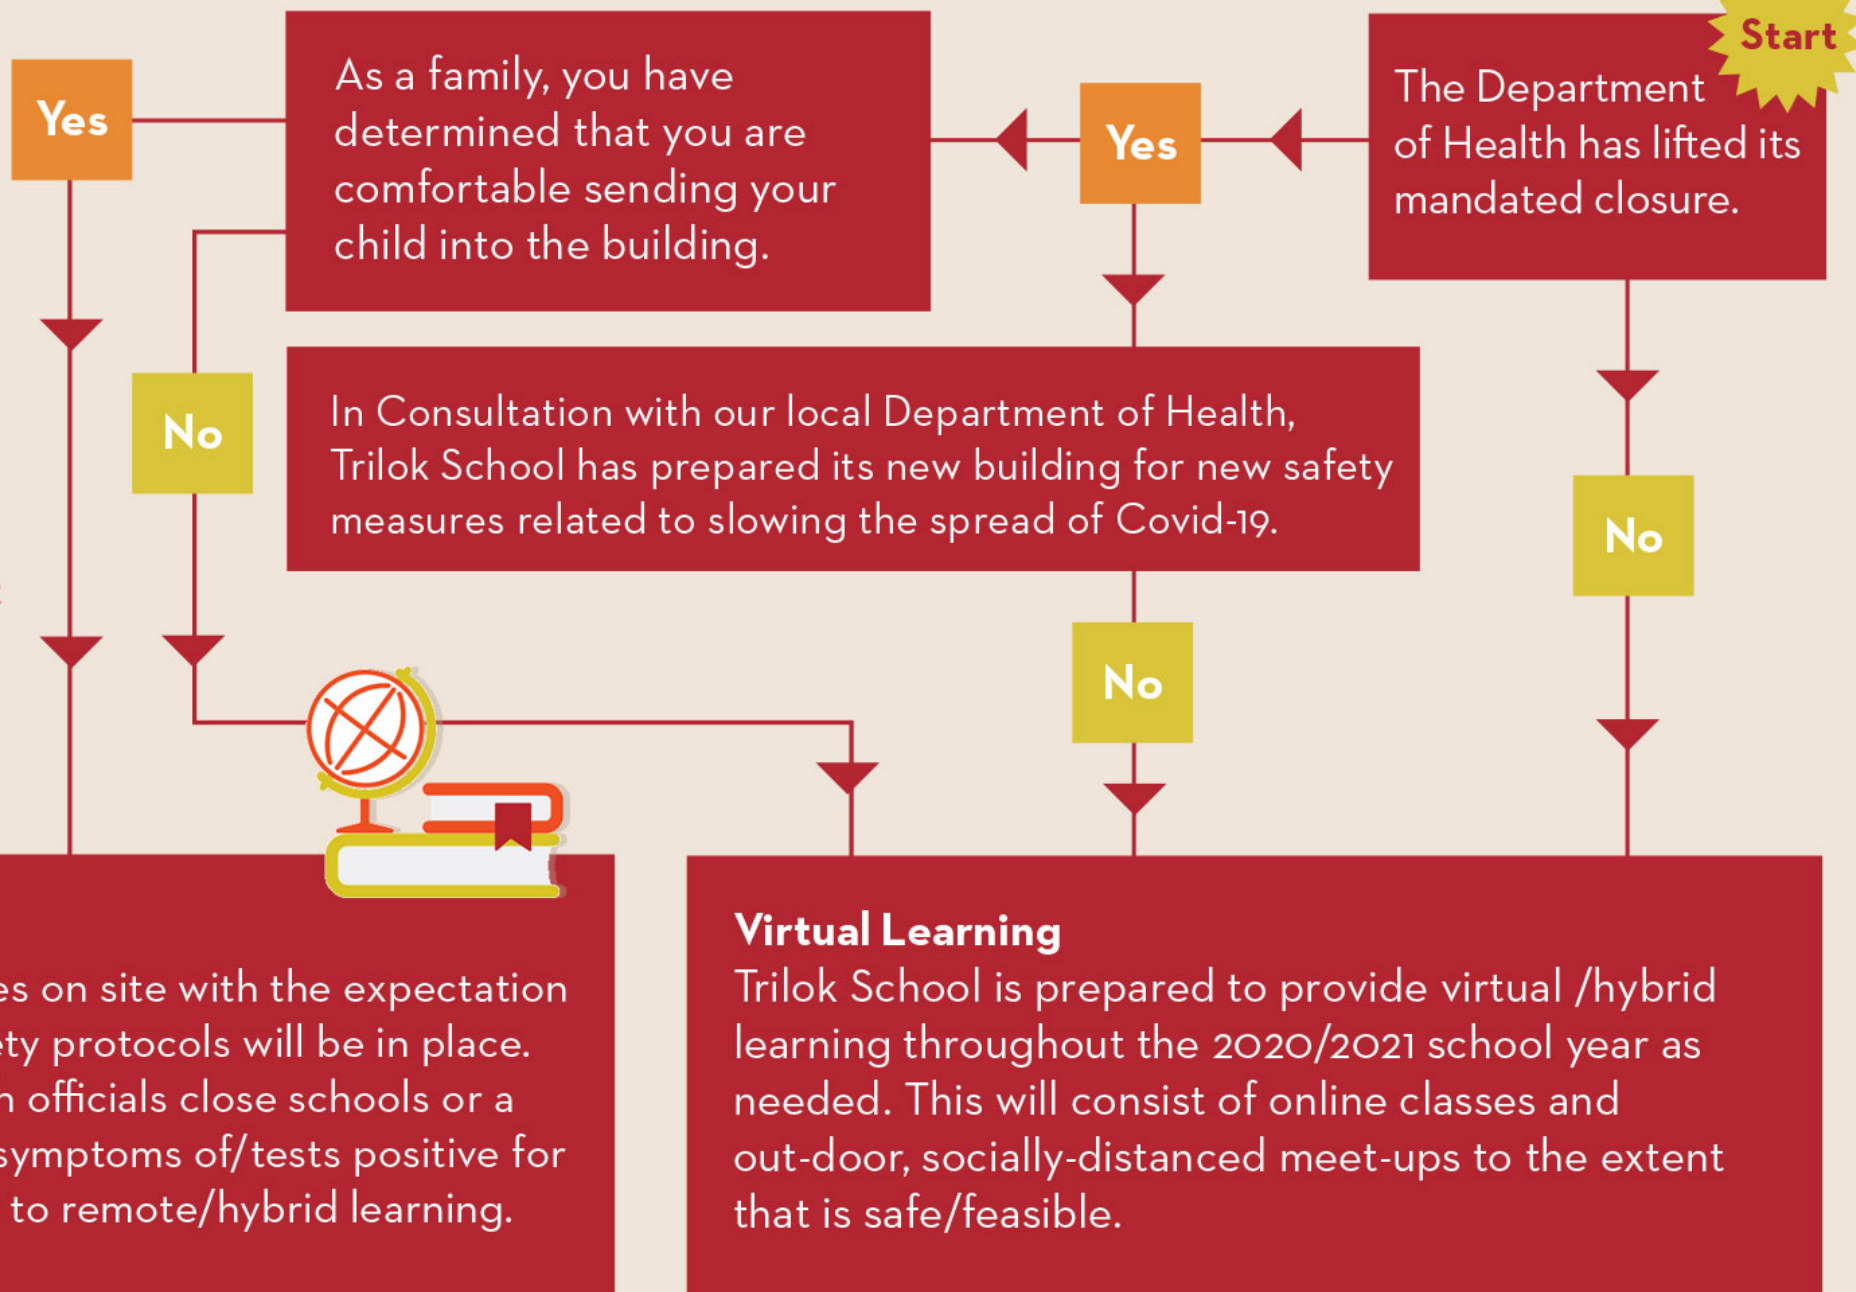 Start
The Department
of Health has lifted its
mandated closure.
Yes
As a family, you have
determined that you are
comfortable sending your
child into the building.
Yes
No
In Consultation with our local Department of Health,
Trilok School has prepared its new building for new safety
measures related to slowing the spread of Covid-19.
No
No
on site with the expectation
protocols will be in place.
officials close schools or a
symptoms of/tests positive for
to remote/hybrid learning.
Virtual Learning
Trilok School is prepared to provide virtual /hybrid
learning throughout the 2020/2021 school year as
needed. This will consist of online classes and
out-door, socially-distanced meet-ups to the extent
that is safe/feasible.